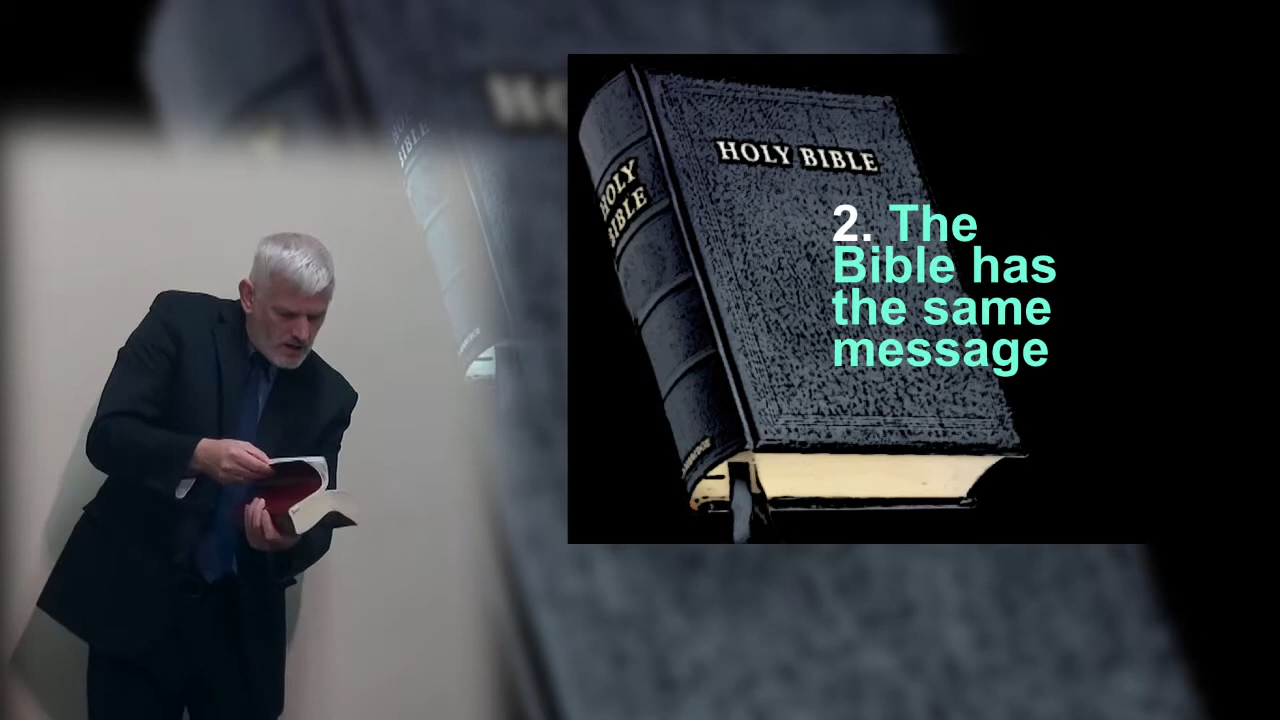 HOLY BIBLE
HOLY
BIBLE
2. The
Bible has
the same
message